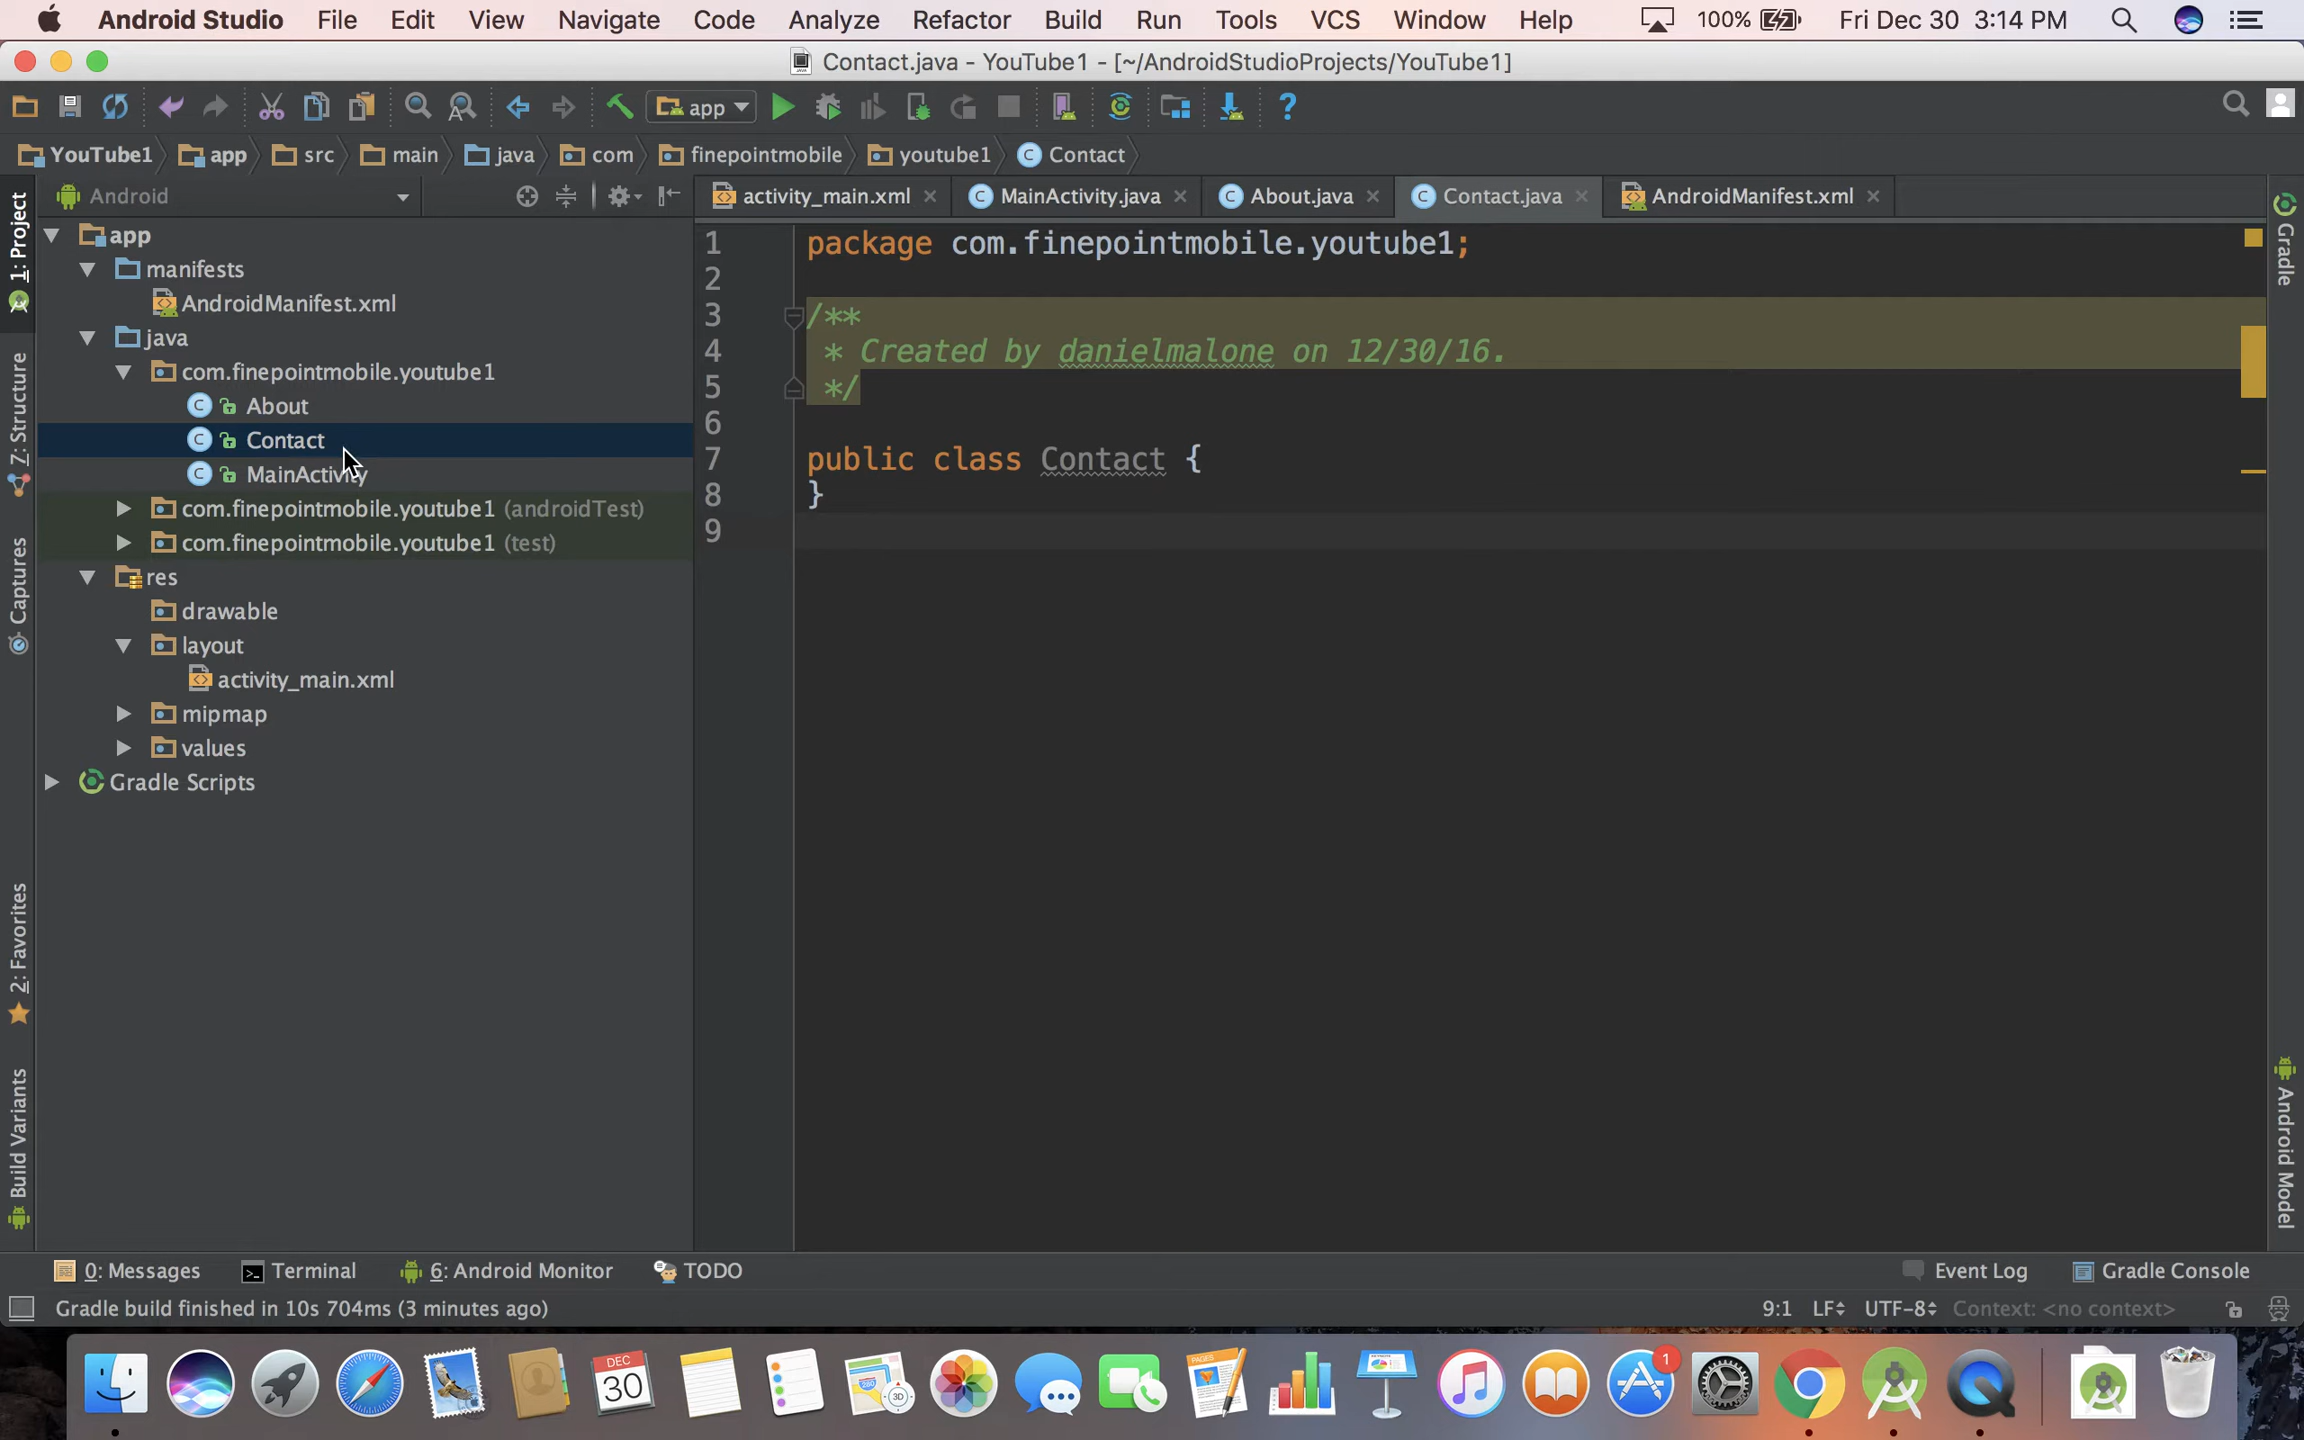 Android Studio File Edit View Navigate Code Analyze Refactor Build Run Tools VCS Window Help 100% Fri Dec 30 3:14 PM
Contact.java - YouTube1 - [~/AndroidStudioProjects/YouTube1]
app
YouTube1 app src main java com finepointmobile youtube1 Contact
Android
activity_main.xml MainActivity.java About.java Contact.java AndroidManifest.xml
1: Project
7: Structure
Captures
2: Favorites
Build Variants
app
manifests
AndroidManifest.xml
java
com.finepointmobile.youtube1
About
Contact
MainActivity
com.finepointmobile.youtube1 (androidTest)
com.finepointmobile.youtube1 (test)
res
drawable
layout
activity_main.xml
mipmap
values
Gradle Scripts
1 package com.finepointmobile.youtube1;
2
3 /**
4 * Created by danielmalone on 12/30/16.
5 */
6
7 public class Contact {
8 }
9
Gradle
Android Model
0: Messages Terminal 6: Android Monitor TODO Event Log Gradle Console
Gradle build finished in 10s 704ms (3 minutes ago) 9:1 LF UTF-8 Context: <no context>
DEC
30
3D
PAGES
1